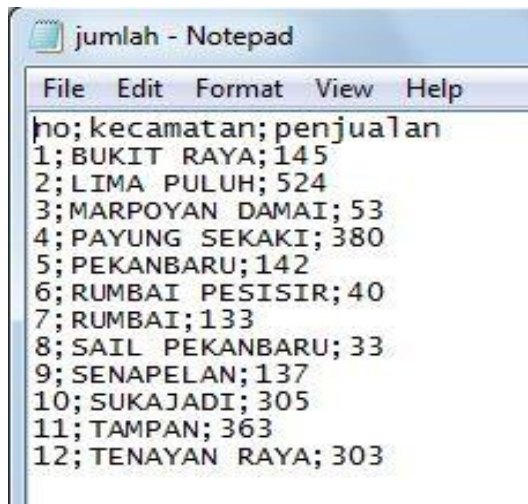 jumlah - Notepad
File Edit Format View Help
no;kecamatan;penjualan
1;BUKIT RAYA;145
2;LIMA PULUH;524
3;MARPOYAN DAMAI;53
4;PAYUNG SEKAKI;380
5;PEKANBARU;142
6;RUMBAI PESISIR;40
7;RUMBAI;133
8;SAIL PEKANBARU;33
9;SENAPELAN;137
10;SUKAJADI;305
11;TAMPAN;363
12;TENAYAN RAYA;303